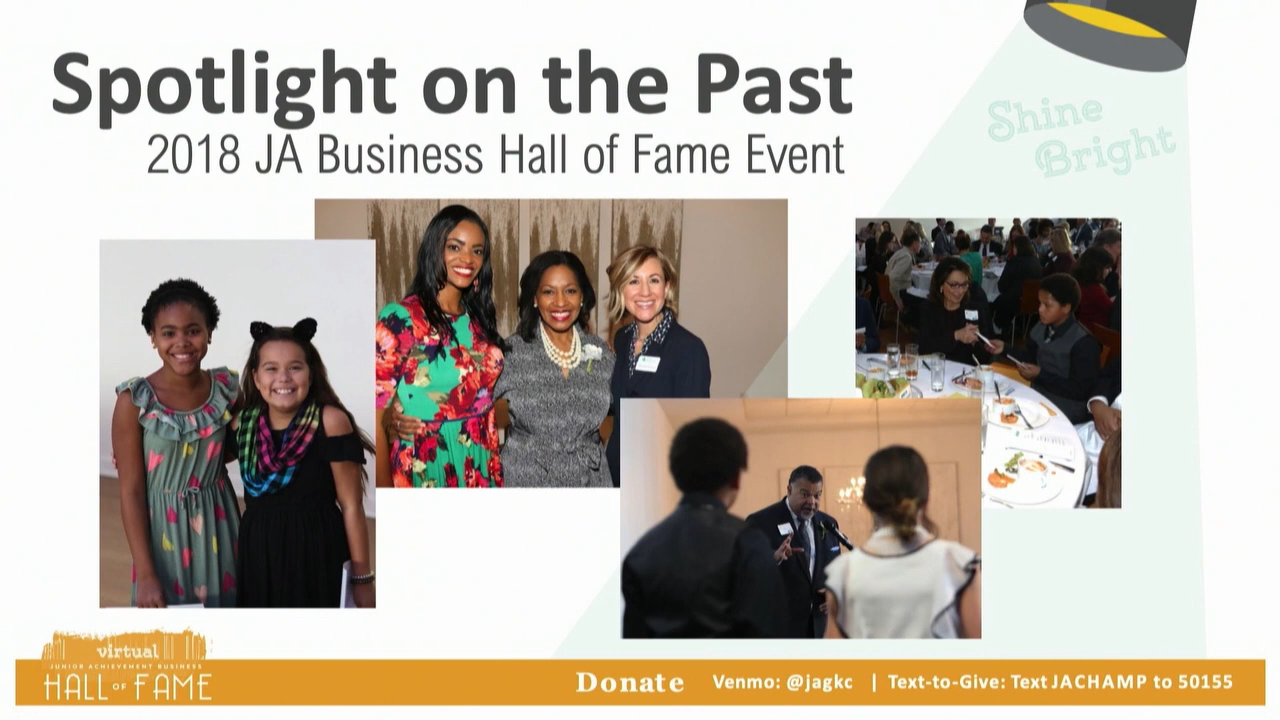 Spotlight on the Past
2018 JA Business Hall of Fame Event
Shine
Bright
virtual
JUNIOR ACHIEVEMENT BUSINESS
HALL OF FAME
Donate Venmo: @jagkc | Text-to-Give: Text JACHAMP to 50155